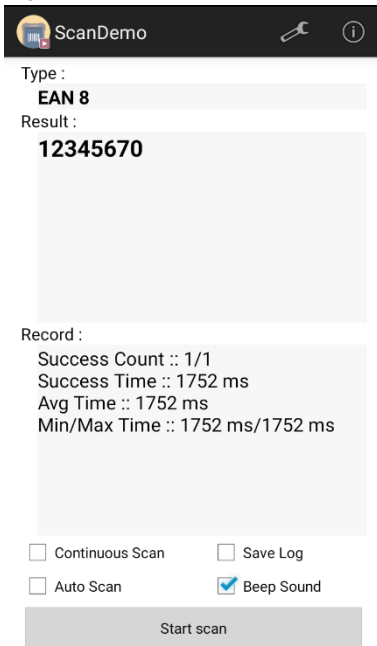 ScanDemo
Type :
EAN 8
Result :
12345670
Record :
Success Count :: 1/1
Success Time :: 1752 ms
Avg Time :: 1752 ms
Min/Max Time :: 1752 ms/1752 ms
Continuous Scan
Save Log
Auto Scan
Beep Sound
Start scan